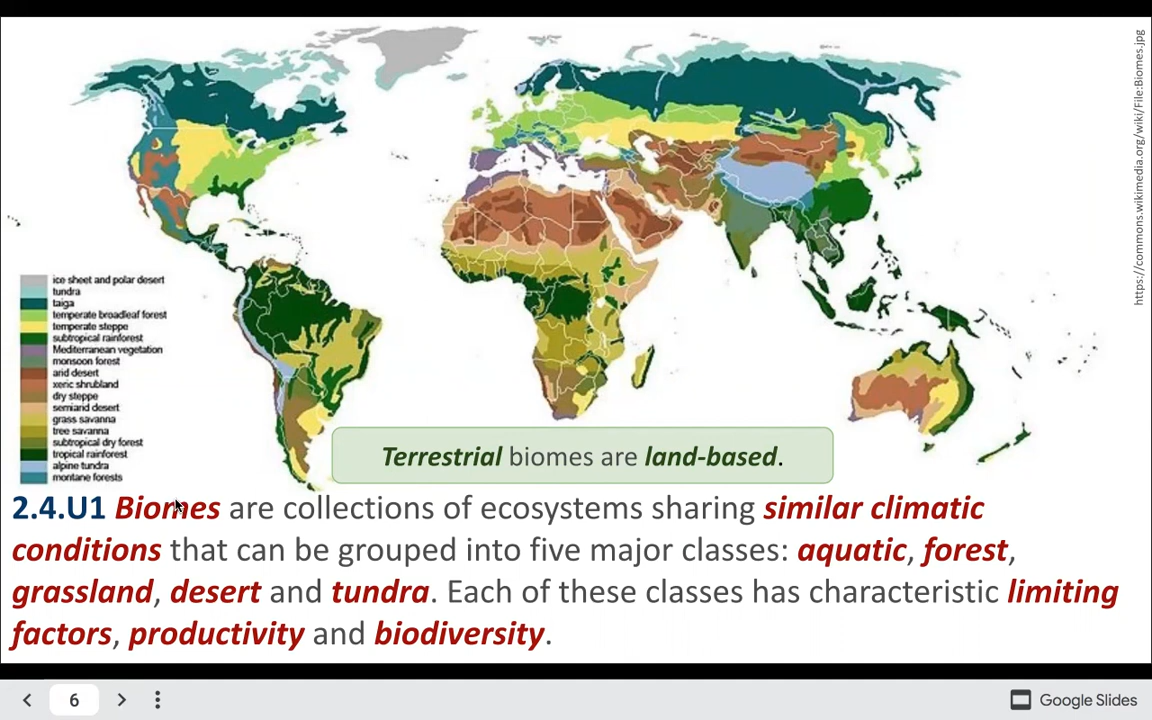 https://commons.wikimedia.org/wiki/File:Biomes.jpg
ice sheet and polar desert
tundra
taiga
temperate broadleaf forest
temperate steppe
subtropical rainforest
Mediterranean vegetation
monsoon forest
arid desert
xeric shrubland
dry steppe
semiarid desert
grass savanna
tree savanna
subtropical dry forest
tropical rainforest
alpine tundra
montane forests
Terrestrial biomes are land-based.
2.4.U1 Biomes are collections of ecosystems sharing similar climatic
conditions that can be grouped into five major classes: aquatic, forest,
grassland, desert and tundra. Each of these classes has characteristic limiting
factors, productivity and biodiversity.
6
Google Slides